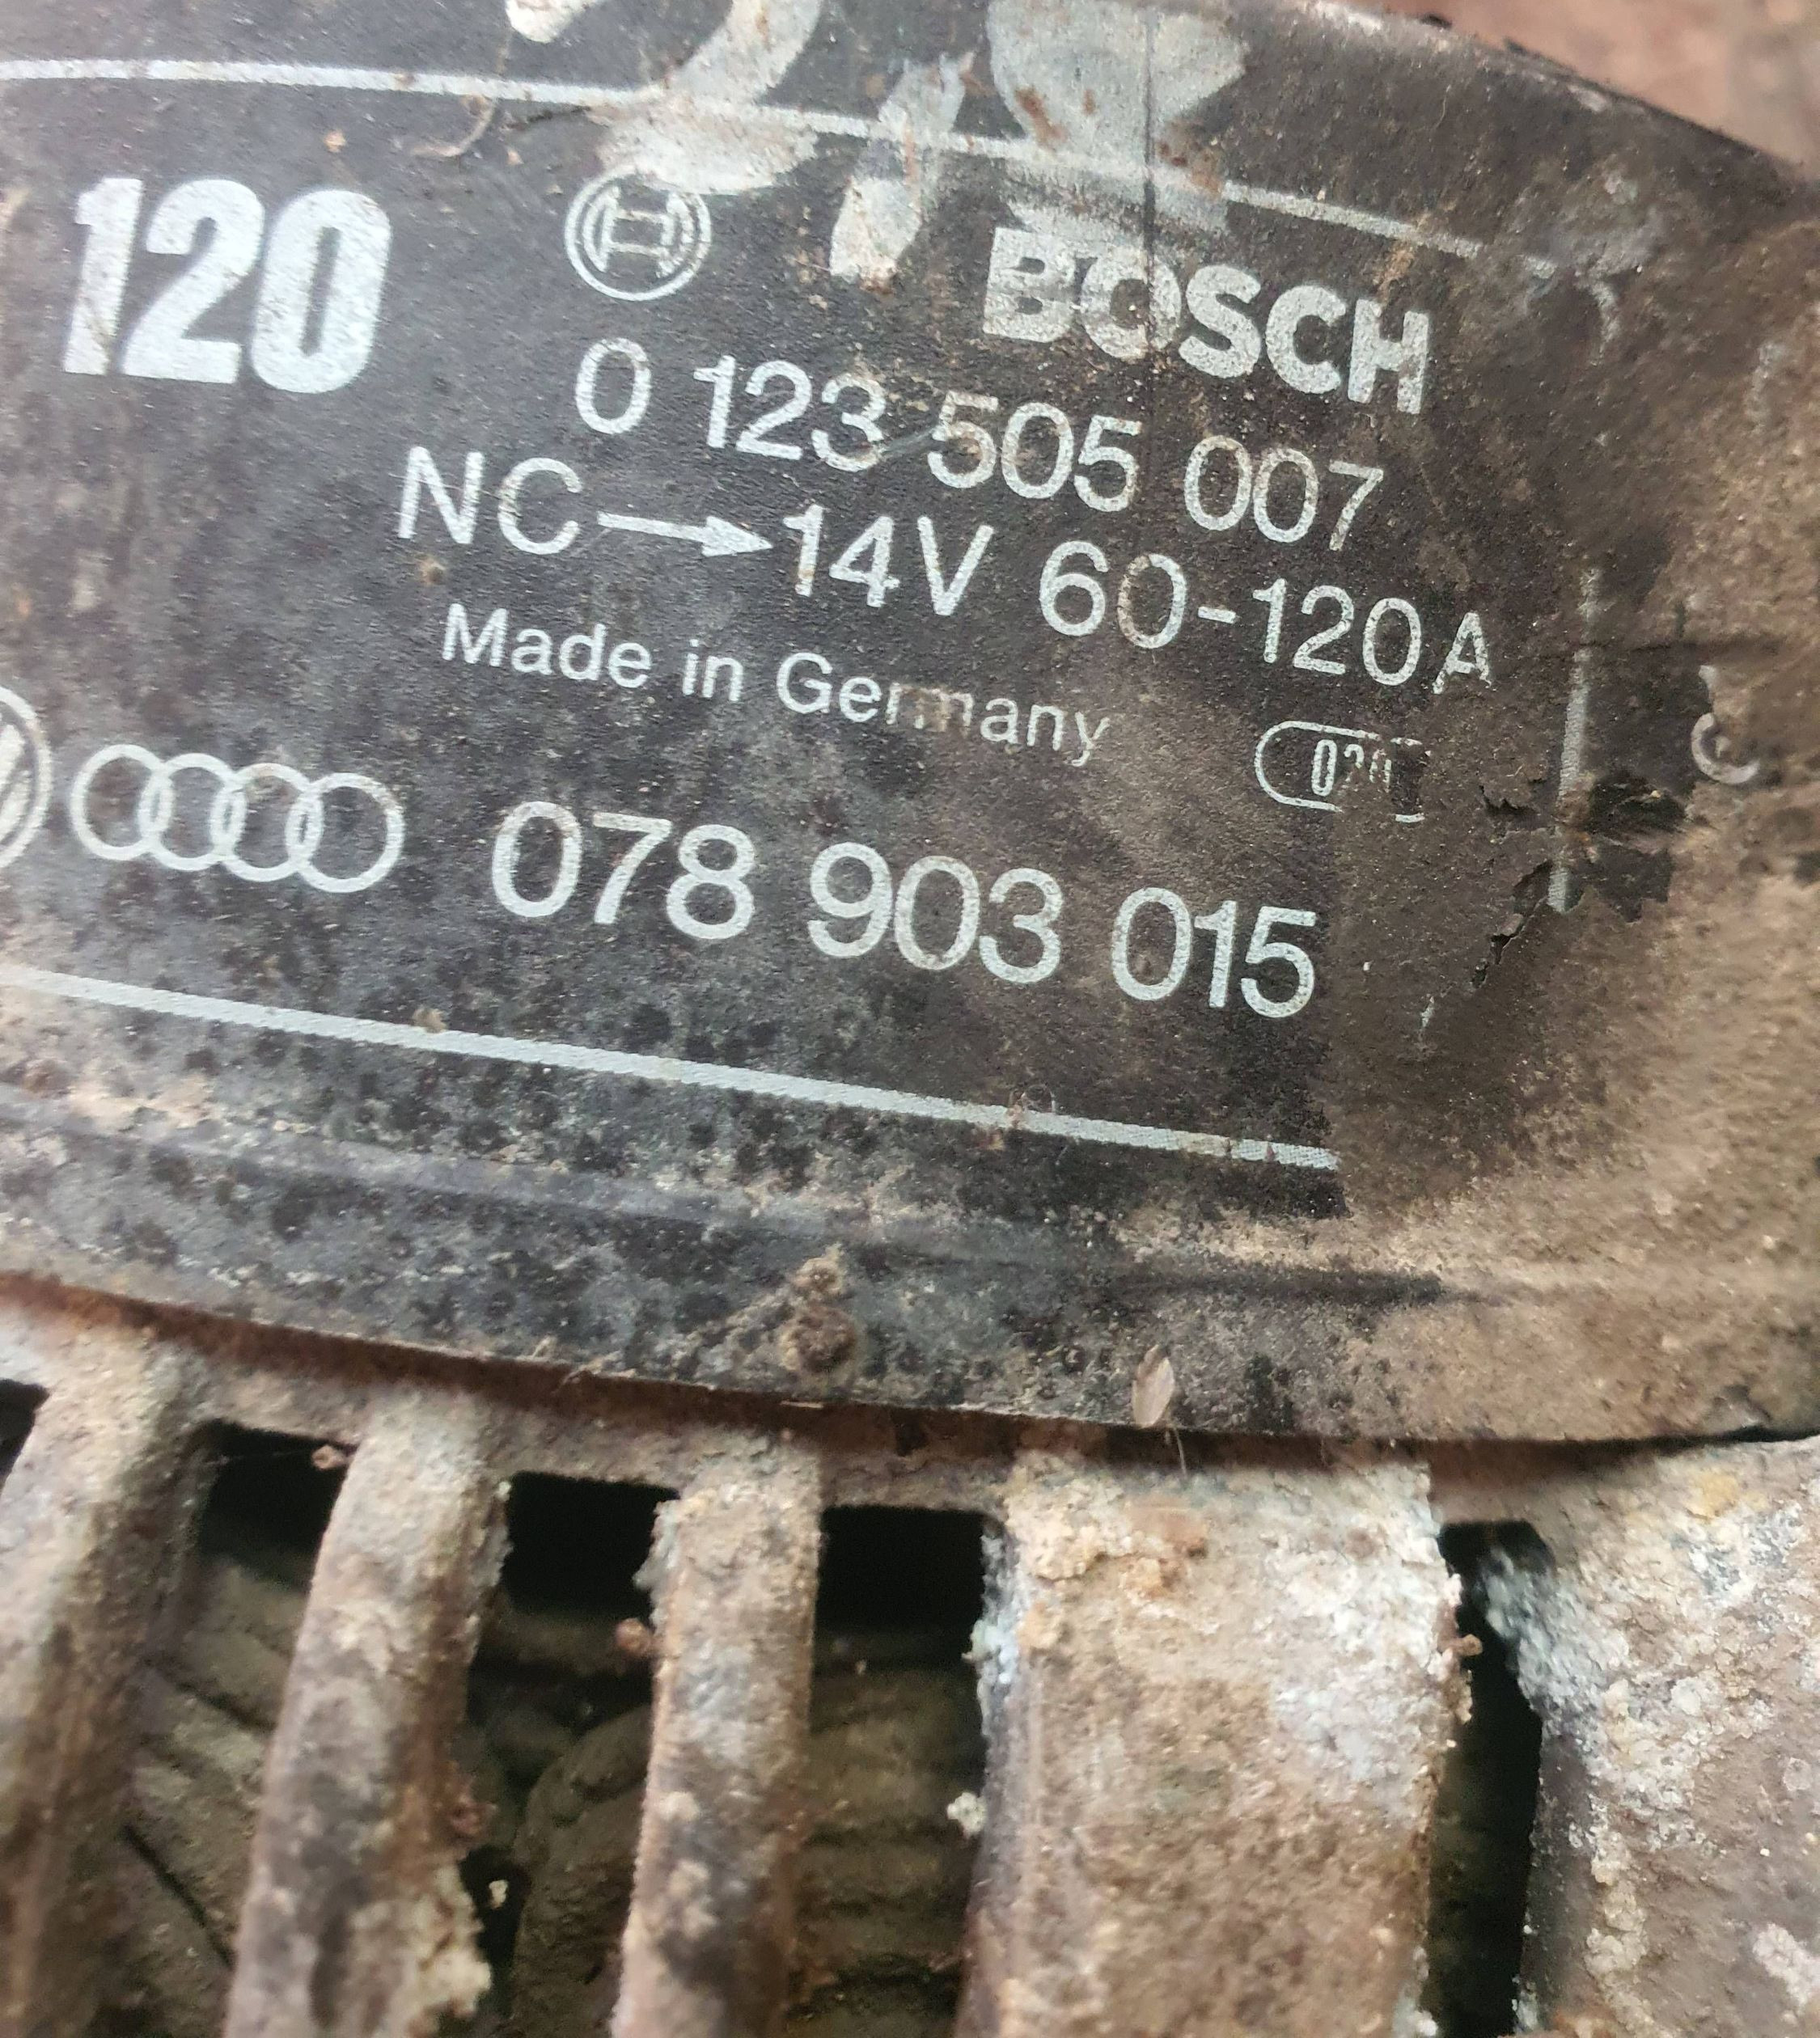 120
BOSCH
0 123 505 007
NC→14V 60-120A
Made in Germany
078 903 015